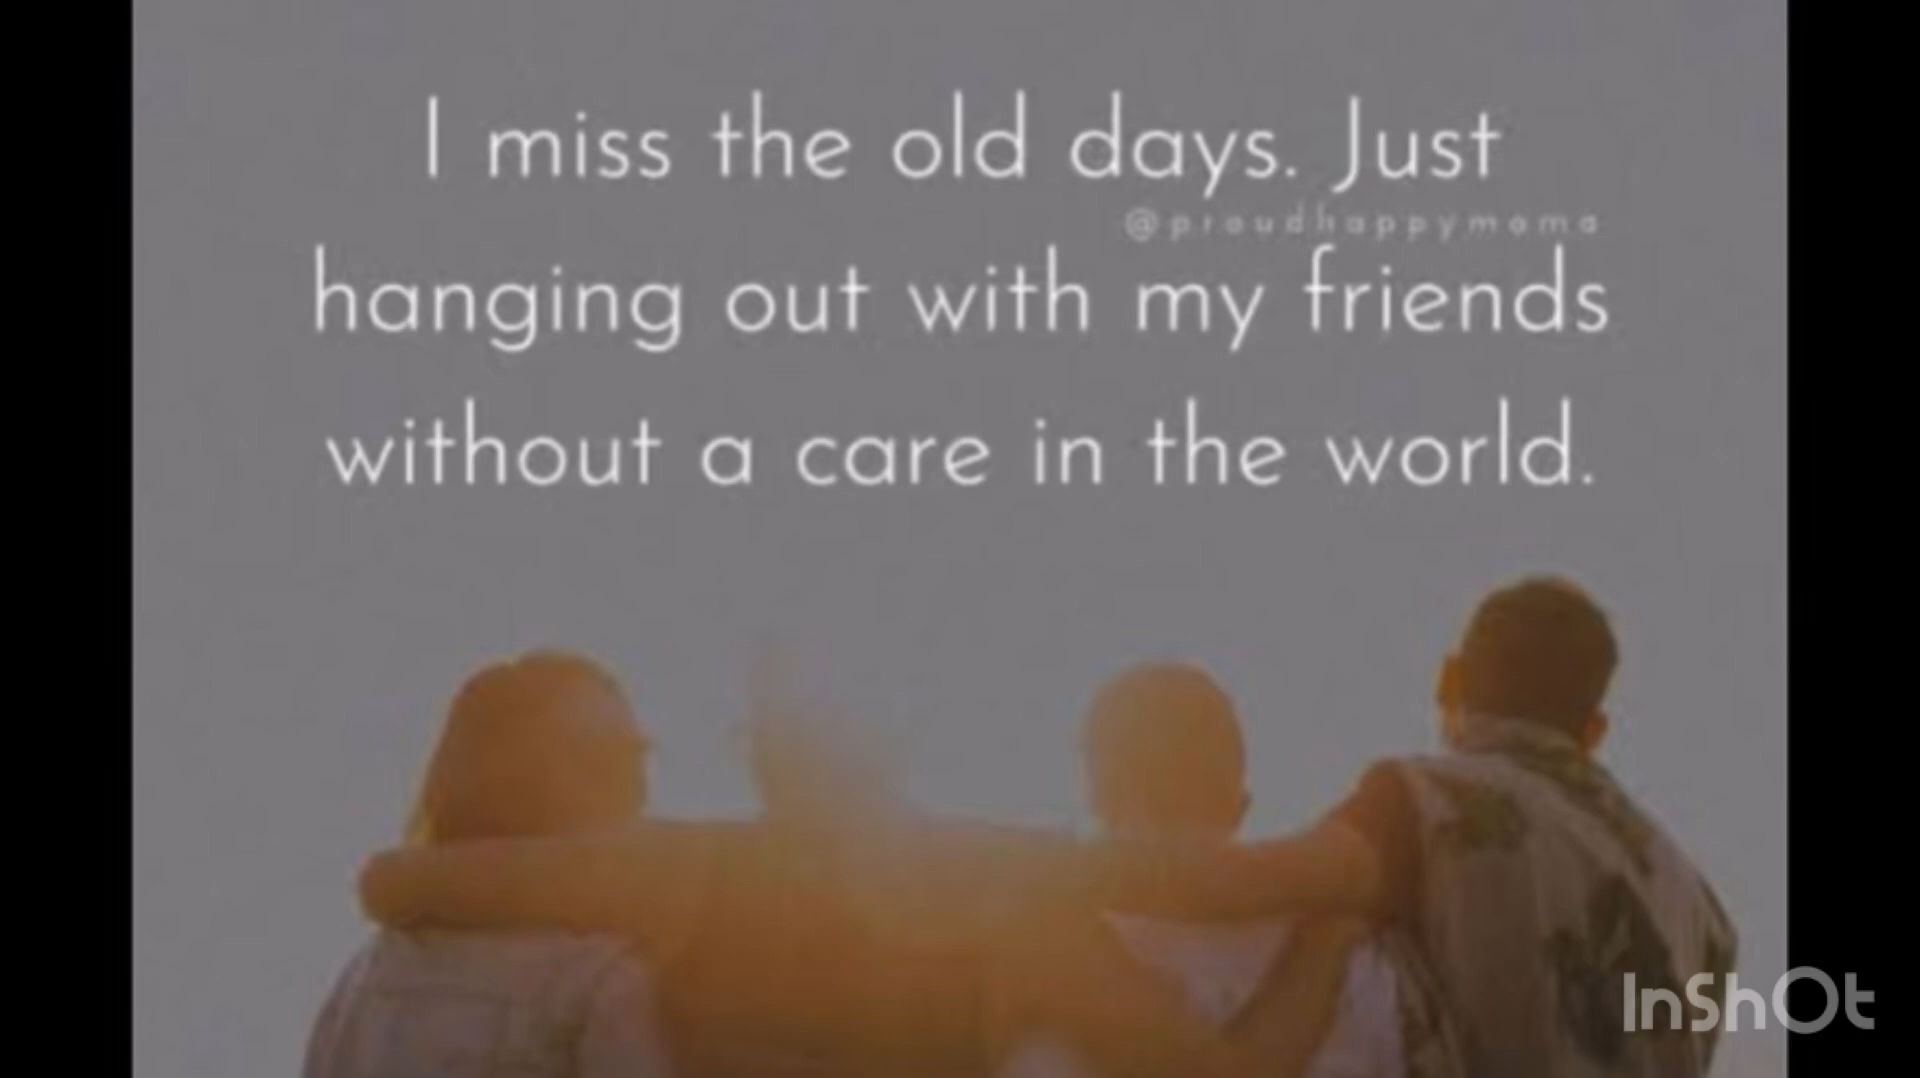 I miss the old days. Just
@proudhappymama
hanging out with my friends
without a care in the world.
InShOt